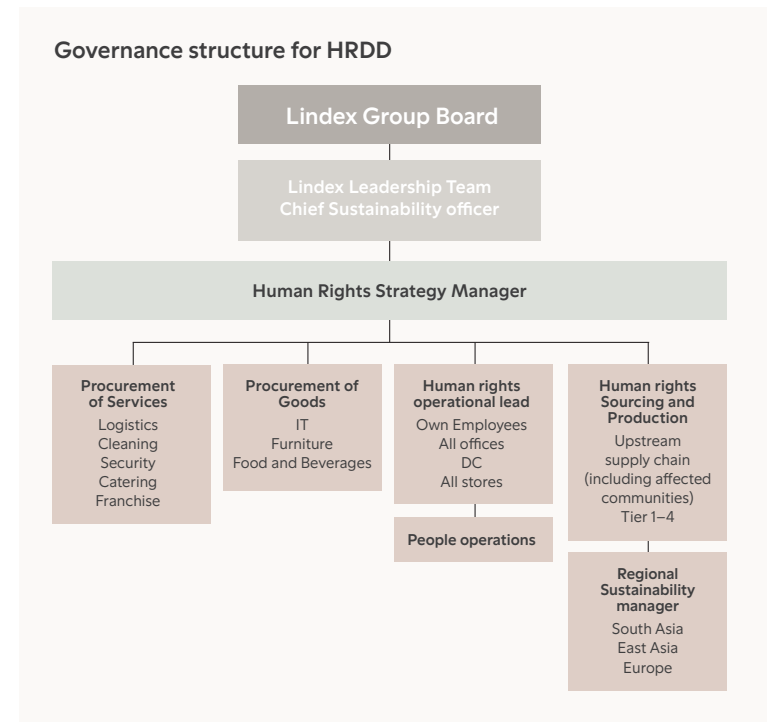 Governance structure for HRDD
Lindex Group Board
Lindex Leadership Team
Chief Sustainability officer
Human Rights Strategy Manager
Procurement
of Services
Logistics
Cleaning
Security
Catering
Franchise
Procurement of
Goods
IT
Furniture
Food and Beverages
Human rights
operational lead
Own Employees
All offices
DC
All stores
People operations
Human rights
Sourcing and
Production
Upstream
supply chain
(including affected
communities)
Tier 1–4
Regional
Sustainability
manager
South Asia
East Asia
Europe